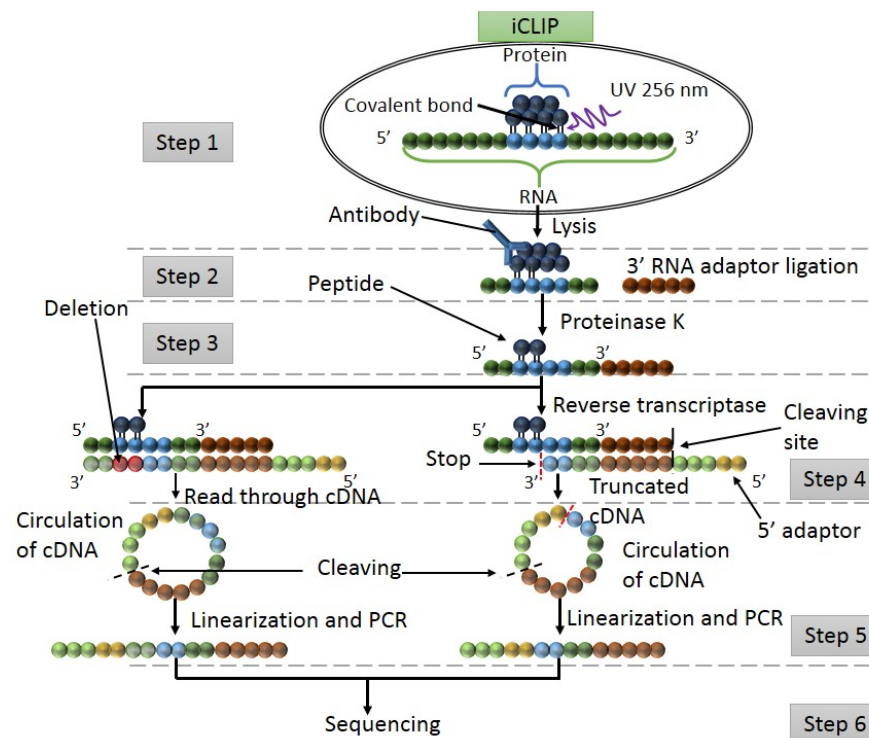 iCLIP
Protein
Covalent bond
UV 256 nm
5’
3’
Step 1
RNA
Antibody
Lysis
Step 2
3’ RNA adaptor ligation
Peptide
Deletion
Proteinase K
Step 3
5’
3’
Reverse transcriptase
Cleaving
site
5’
3’
5’
3’
Stop
3’
5’
3’
5’
Step 4
Read through cDNA
Truncated
cDNA
5’ adaptor
Circulation
of cDNA
Cleaving
Circulation
of cDNA
Linearization and PCR
Linearization and PCR
Step 5
Sequencing
Step 6